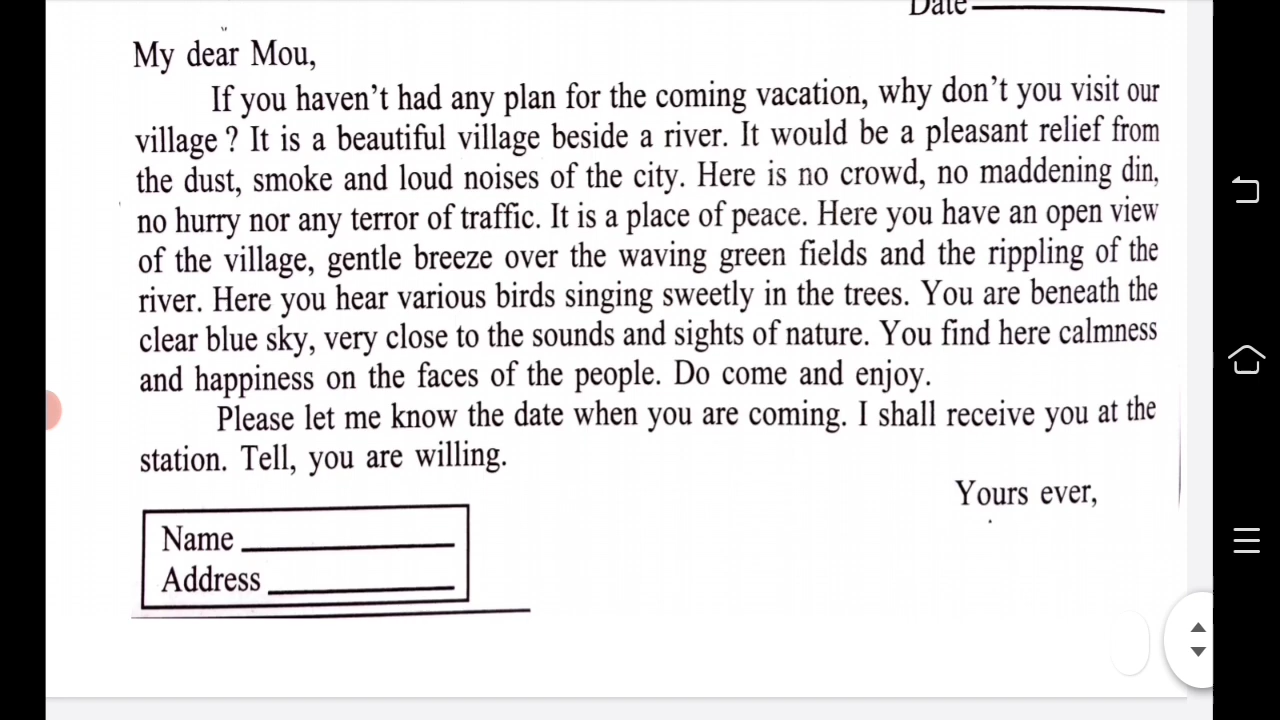 Date
My dear Mou,
If you haven't had any plan for the coming vacation, why don't you visit our
village ? It is a beautiful village beside a river. It would be a pleasant relief from
the dust, smoke and loud noises of the city. Here is no crowd, no maddening din,
no hurry nor any terror of traffic. It is a place of peace. Here you have an open view
of the village, gentle breeze over the waving green fields and the rippling of the
river. Here you hear various birds singing sweetly in the trees. You are beneath the
clear blue sky, very close to the sounds and sights of nature. You find here calmness
and happiness on the faces of the people. Do come and enjoy.
Please let me know the date when you are coming. I shall receive you at the
station. Tell, you are willing.
Yours ever,
Name
Address